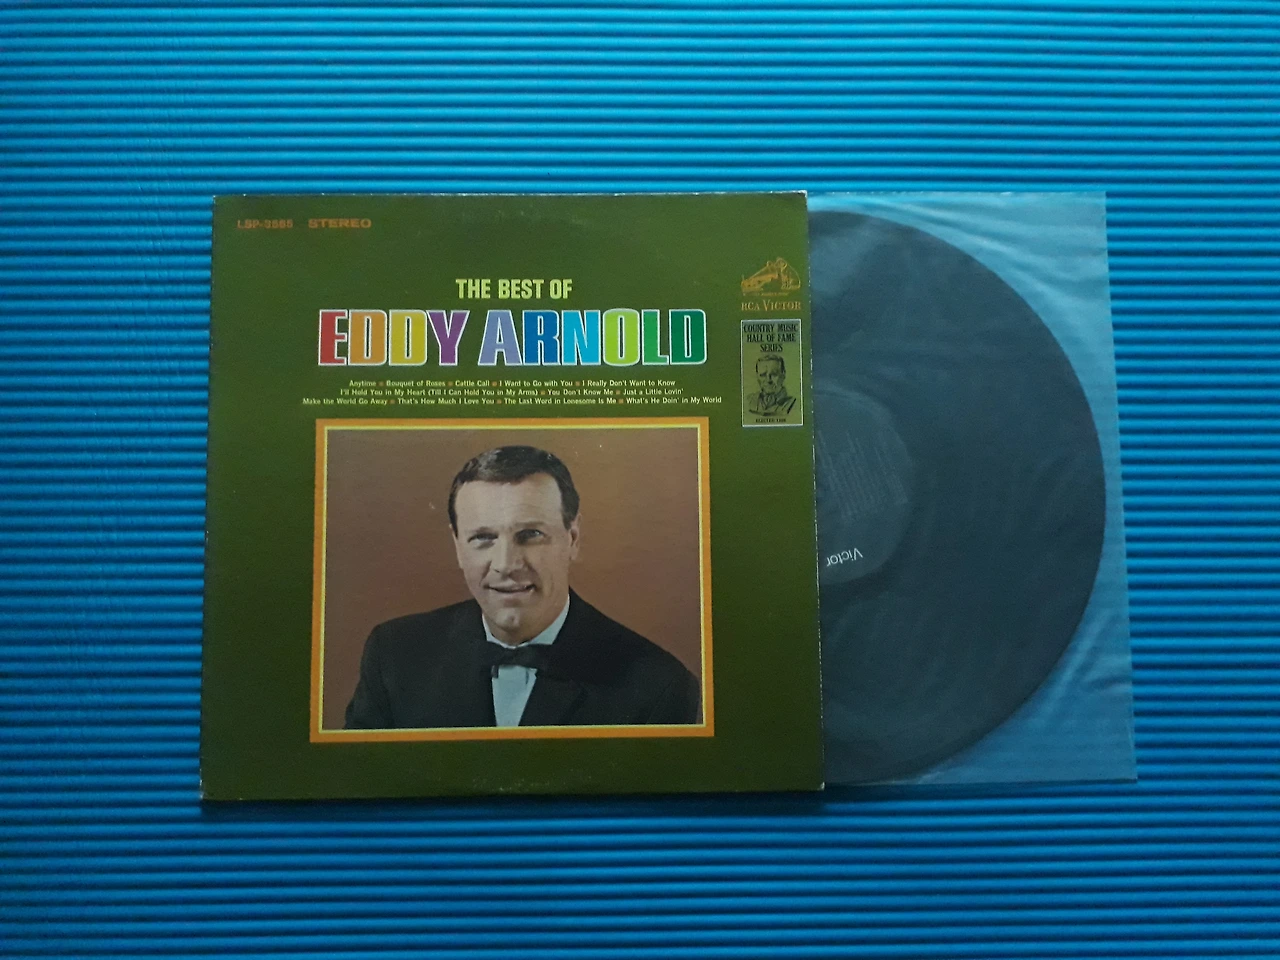 LSP-3565 STEREO
THE BEST OF
EDDY ARNOLD
RCA VICTOR
COUNTRY MUSIC
HALL OF FAME
SERIES
Anytime ■ Bouquet of Roses ■ Cattle Call ■ I Want to Go with You ■ I Really Don't Want to Know
I'll Hold You in My Heart (Till I Can Hold You in My Arms) ■ You Don't Know Me ■ Just a Little Lovin'
Make the World Go Away ■ That's How Much I Love You ■ The Last Word in Lonesome Is Me ■ What's He Doin' in My World
Victor